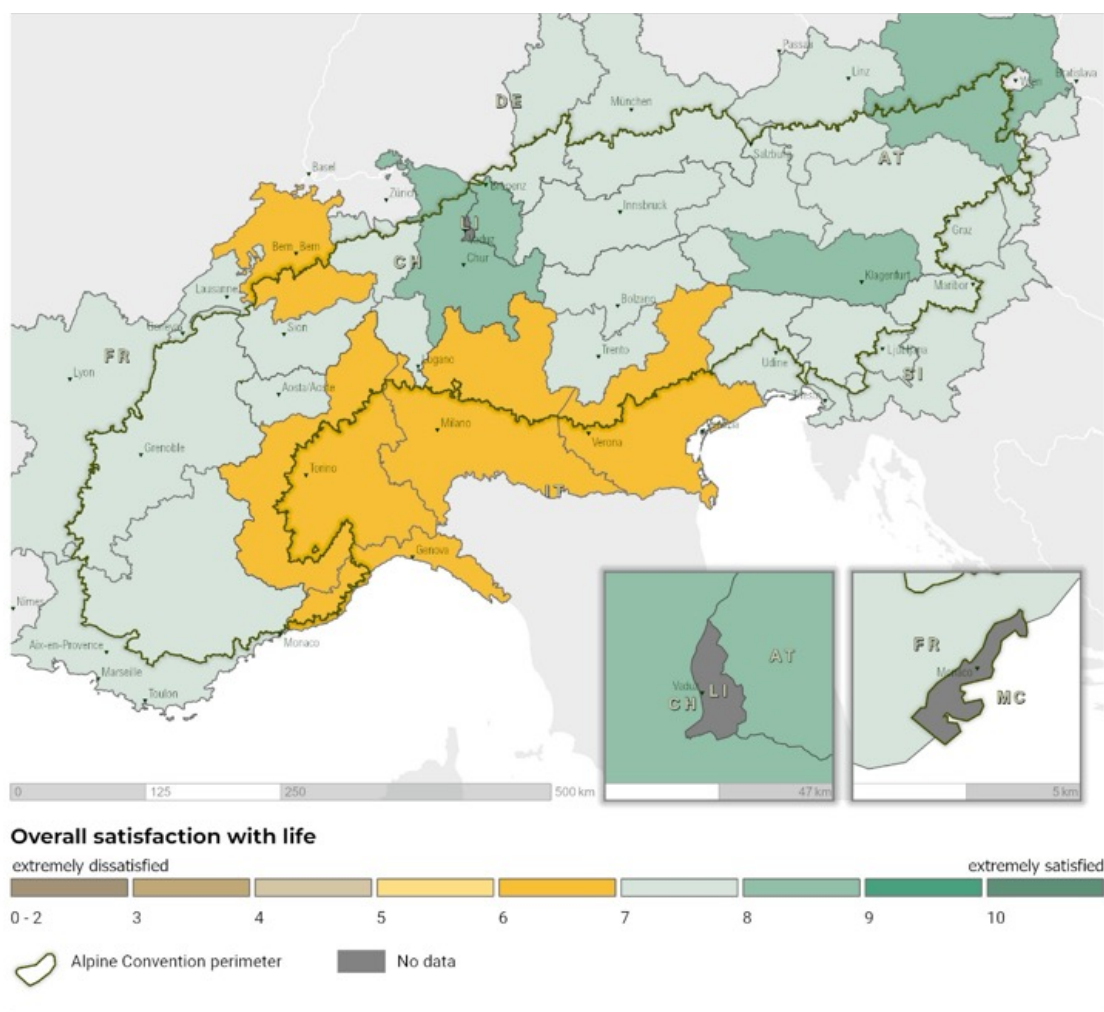 Passau
Linz
Wien
Bratislava
DE
München
Salzburg
AT
Basel
Zürich
Bregenz
Innsbruck
LI
Vaduz
Graz
Bern Bern
CH
Chur
Klagenfurt
Maribor
Lausanne
Bolzano
Genève
Sion
FR
Lugano
Trento
Udine
Ljubljana
SI
Lyon
Aosta/Aoste
Trieste
Milano
Venezia
Verona
Grenoble
Torino
IT
Genova
Nîmes
Monaco
Aix-en-Provence
Marseille
Toulon
AT
Vaduz
LI
CH
FR
Monaco
MC
0 125 250 500 km
47 km
5 km
Overall satisfaction with life
extremely dissatisfied extremely satisfied
0 - 2 3 4 5 6 7 8 9 10
Alpine Convention perimeter No data